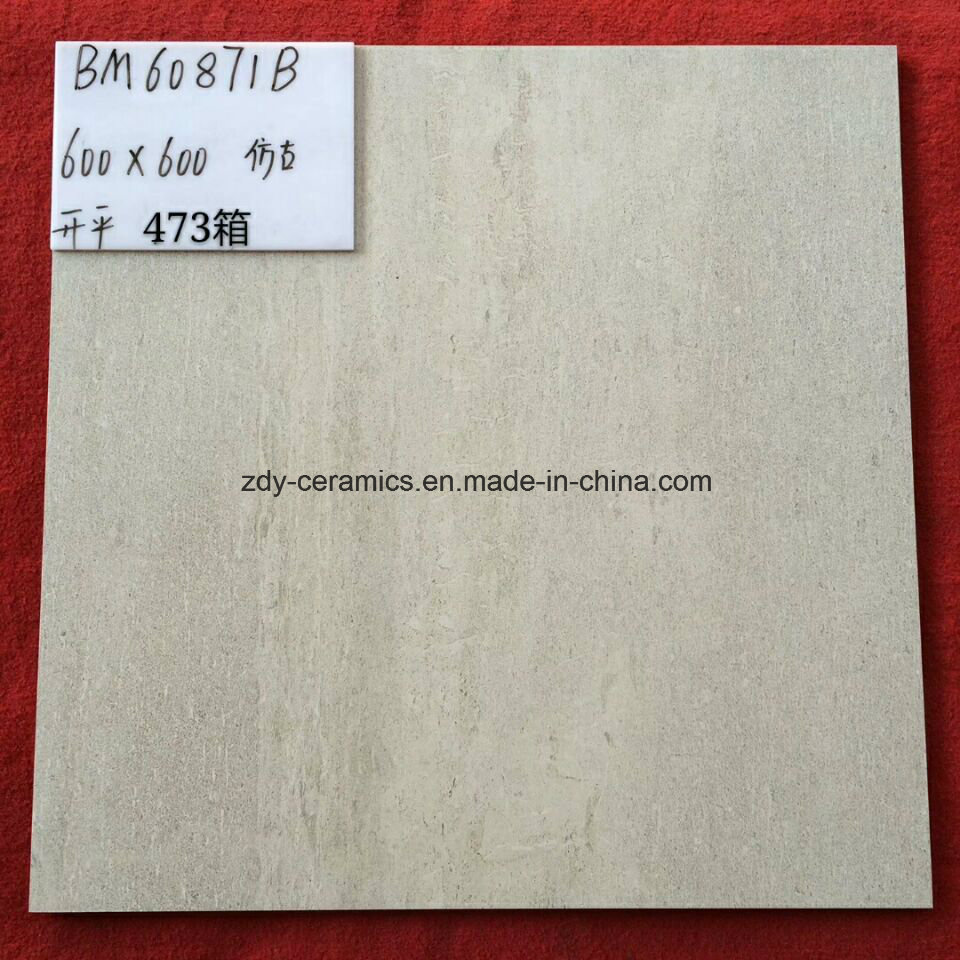 BM60871B
600 x 600 仿古
开平 473箱
zdy-ceramics.en.made-in-china.com